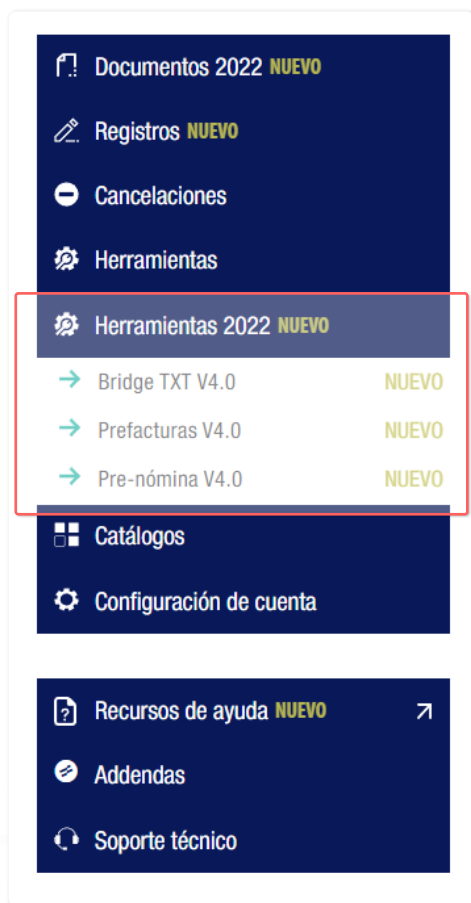 Documentos 2022 NUEVO
Registros NUEVO
Cancelaciones
Herramientas
Herramientas 2022 NUEVO
Bridge TXT V4.0 NUEVO
Prefacturas V4.0 NUEVO
Pre-nómina V4.0 NUEVO
Catálogos
Configuración de cuenta
Recursos de ayuda NUEVO
Addendas
Soporte técnico